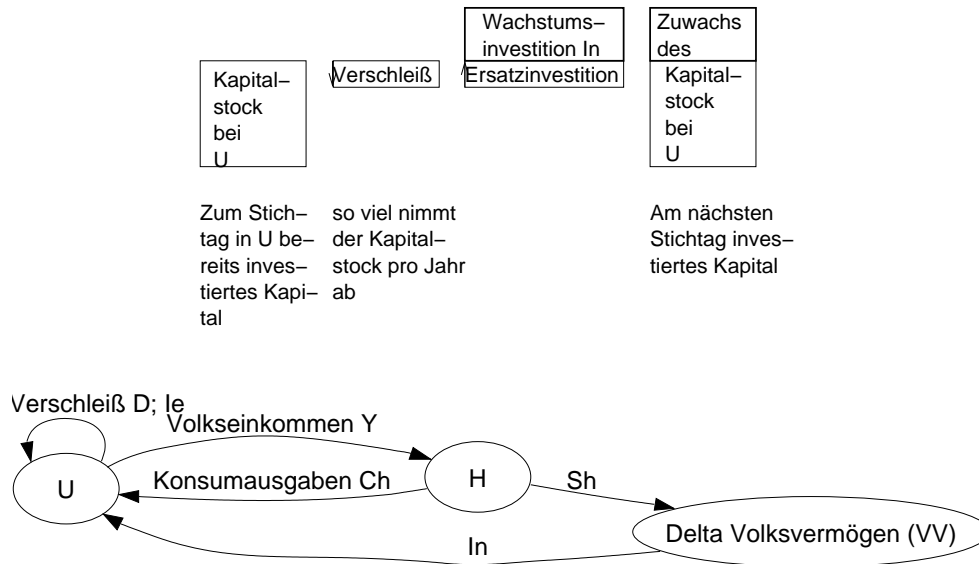 Wachstums–
investition In
Zuwachs
des
Kapital–
stock
bei
U
Verschleiß
Ersatzinvestition
Kapital–
stock
bei
U
Zum Stich–
tag in U be–
reits inves–
tiertes Kapi–
tal
so viel nimmt
der Kapital–
stock pro Jahr
ab
Am nächsten
Stichtag inves–
tiertes Kapital
Verschleiß D; Ie
Volkseinkommen Y
U
Konsumausgaben Ch
H
Sh
Delta Volksvermögen (VV)
In